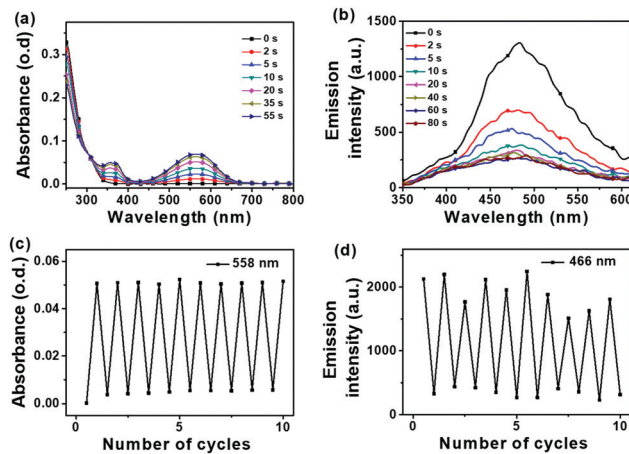 (a)
0 s
2 s
5 s
10 s
20 s
35 s
55 s
Absorbance (o.d)
0.3
0.2
0.1
0.0
300 400 500 600 700 800
Wavelength (nm)
(b)
0 s
2 s
5 s
10 s
20 s
40 s
60 s
80 s
Emission
intensity (a.u.)
1500
1250
1000
500
250
0
350 400 450 500 550 600
Wavelength (nm)
(c)
558 nm
Absorbance (o.d.)
0.06
0.04
0.02
0.00
0 5 10
Number of cycles
(d)
466 nm
Emission
intensity (a.u.)
2000
1000
0
0 5 10
Number of cycles